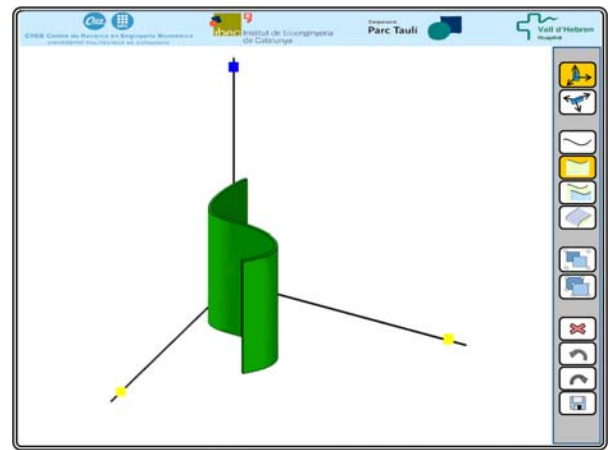 CREB Centre de Recerca en Enginyeria Biomèdica
UNIVERSITAT POLITÈCNICA DE CATALUNYA
ibec
Institut de Bioenginyeria
de Catalunya
Corporació
Parc Taulí
Vall d'Hebron
Hospital